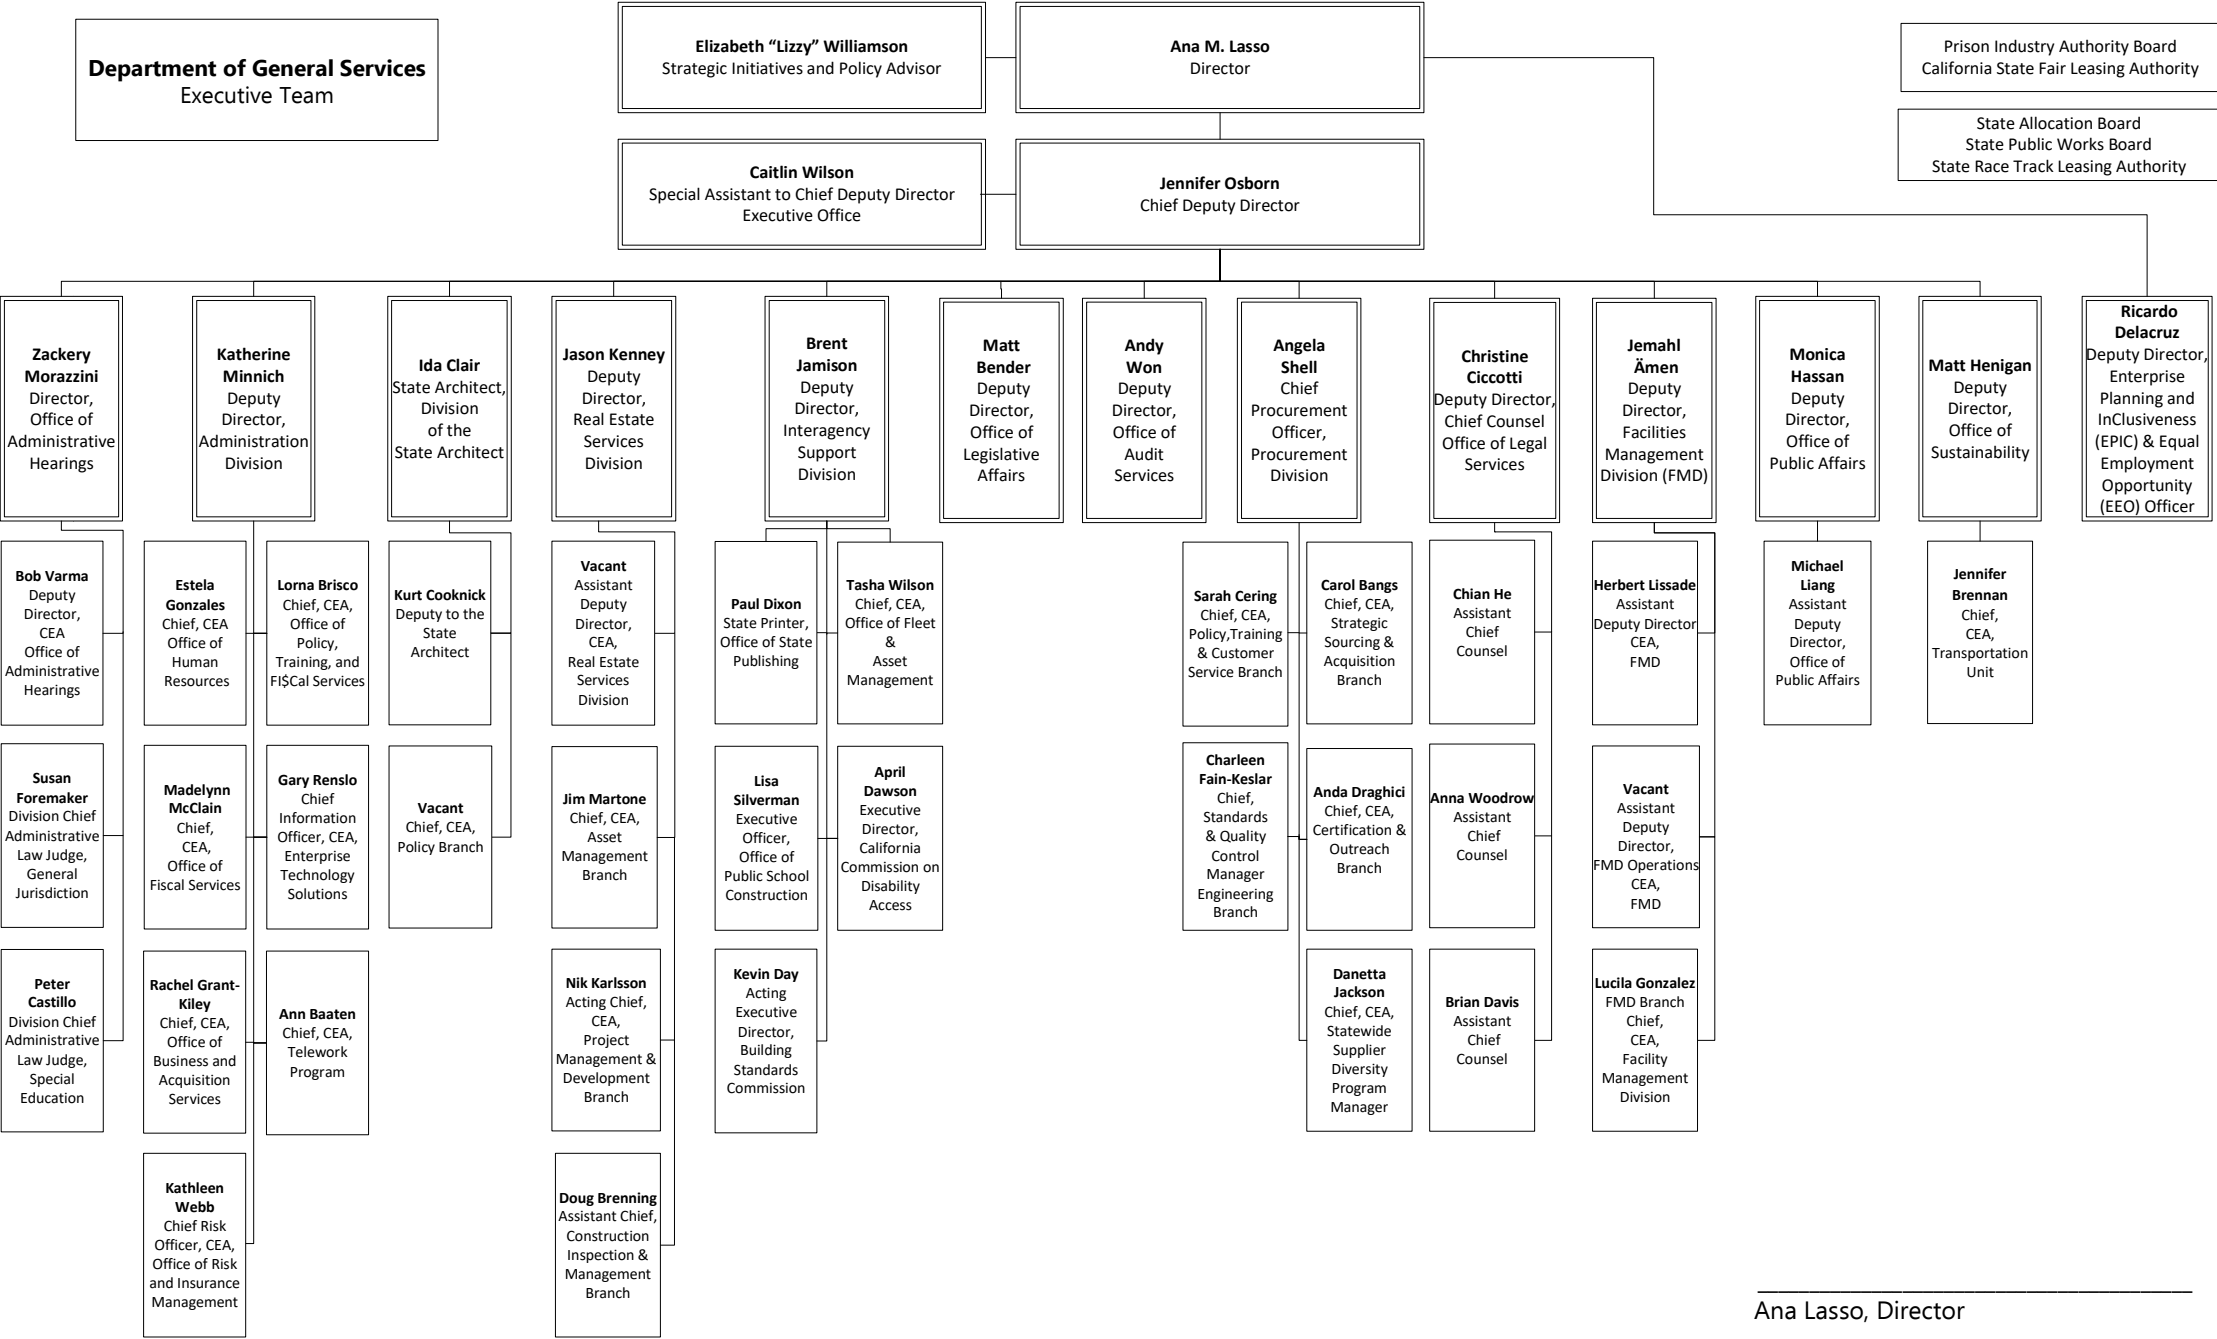 Department of General Services
Executive Team
Elizabeth “Lizzy” Williamson
Strategic Initiatives and Policy Advisor
Ana M. Lasso
Director
Prison Industry Authority Board
California State Fair Leasing Authority
State Allocation Board
State Public Works Board
State Race Track Leasing Authority
Caitlin Wilson
Special Assistant to Chief Deputy Director
Executive Office
Jennifer Osborn
Chief Deputy Director
Zackery
Morazzini
Director,
Office of
Administrative
Hearings
Katherine
Minnich
Deputy
Director,
Administration
Division
Ida Clair
State Architect,
Division
of the
State Architect
Jason Kenney
Deputy
Director,
Real Estate
Services
Division
Brent
Jamison
Deputy
Director,
Interagency
Support
Division
Matt
Bender
Deputy
Director,
Office of
Legislative
Affairs
Andy
Won
Deputy
Director,
Office of
Audit
Services
Angela
Shell
Chief
Procurement
Officer,
Procurement
Division
Christine
Ciccotti
Deputy Director,
Chief Counsel
Office of Legal
Services
Jemahl
Ämen
Deputy
Director,
Facilities
Management
Division (FMD)
Monica
Hassan
Deputy
Director,
Office of
Public Affairs
Matt Henigan
Deputy
Director,
Office of
Sustainability
Ricardo
Delacruz
Deputy Director,
Enterprise
Planning and
InClusiveness
(EPIC) & Equal
Employment
Opportunity
(EEO) Officer
Bob Varma
Deputy
Director,
CEA
Office of
Administrative
Hearings
Estela
Gonzales
Chief, CEA
Office of
Human
Resources
Lorna Brisco
Chief, CEA,
Office of
Policy,
Training, and
FI$Cal Services
Kurt Cooknick
Deputy to the
State
Architect
Vacant
Assistant
Deputy
Director,
CEA,
Real Estate
Services
Division
Paul Dixon
State Printer,
Office of State
Publishing
Tasha Wilson
Chief, CEA,
Office of Fleet
&
Asset
Management
Sarah Cering
Chief, CEA,
Policy,Training
& Customer
Service Branch
Carol Bangs
Chief, CEA,
Strategic
Sourcing &
Acquisition
Branch
Chian He
Assistant
Chief
Counsel
Herbert Lissade
Assistant
Deputy Director
CEA,
FMD
Michael
Liang
Assistant
Deputy
Director,
Office of
Public Affairs
Jennifer
Brennan
Chief,
CEA,
Transportation
Unit
Susan
Foremaker
Division Chief
Administrative
Law Judge,
General
Jurisdiction
Madelynn
McClain
Chief,
CEA,
Office of
Fiscal Services
Gary Renslo
Chief
Information
Officer, CEA,
Enterprise
Technology
Solutions
Vacant
Chief, CEA,
Policy Branch
Jim Martone
Chief, CEA,
Asset
Management
Branch
Lisa
Silverman
Executive
Officer,
Office of
Public School
Construction
April
Dawson
Executive
Director,
California
Commission on
Disability
Access
Charleen
Fain-Keslar
Chief,
Standards
& Quality
Control
Manager
Engineering
Branch
Anda Draghici
Chief, CEA,
Certification &
Outreach
Branch
Anna Woodrow
Assistant
Chief
Counsel
Vacant
Assistant
Deputy
Director,
FMD Operations
CEA,
FMD
Peter
Castillo
Division Chief
Administrative
Law Judge,
Special
Education
Rachel Grant-
Kiley
Chief, CEA,
Office of
Business and
Acquisition
Services
Ann Baaten
Chief, CEA,
Telework
Program
Nik Karlsson
Acting Chief,
CEA,
Project
Management &
Development
Branch
Kevin Day
Acting
Executive
Director,
Building
Standards
Commission
Danetta
Jackson
Chief, CEA,
Statewide
Supplier
Diversity
Program
Manager
Brian Davis
Assistant
Chief
Counsel
Lucila Gonzalez
FMD Branch
Chief,
CEA,
Facility
Management
Division
Kathleen
Webb
Chief Risk
Officer, CEA,
Office of Risk
and Insurance
Management
Doug Brenning
Assistant Chief,
Construction
Inspection &
Management
Branch
Ana Lasso, Director